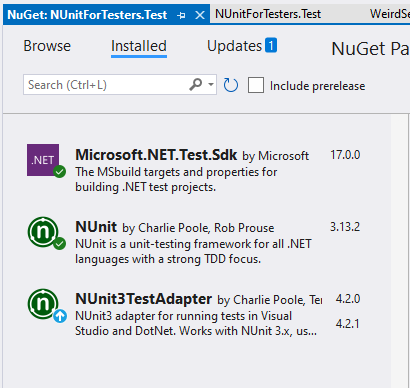 NuGet: NUnitForTesters.Test NUnitForTesters.Test WeirdSe
Browse Installed Updates 1 NuGet Pa
Search (Ctrl+L) Include prerelease
.NET Microsoft.NET.Test.Sdk by Microsoft 17.0.0
The MSbuild targets and properties for
building .NET test projects.
n NUnit by Charlie Poole, Rob Prouse 3.13.2
NUnit is a unit-testing framework for all .NET
languages with a strong TDD focus.
n NUnit3TestAdapter by Charlie Poole, Ter 4.2.0
NUnit3 adapter for running tests in Visual 4.2.1
Studio and DotNet. Works with NUnit 3.x, us...